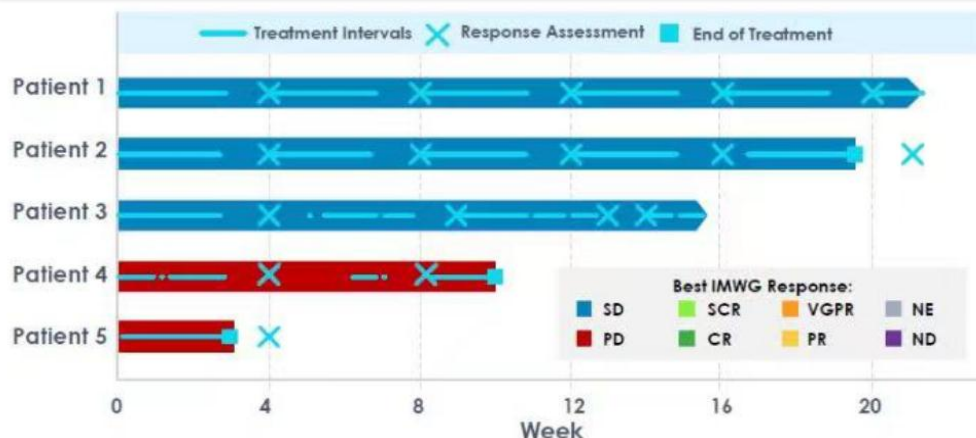 Treatment Intervals Response Assessment End of Treatment
Patient 1
Patient 2
Patient 3
Patient 4
Patient 5
Best IMWG Response:
SD SCR VGPR NE
PD CR PR ND
0 4 8 12 16 20
Week